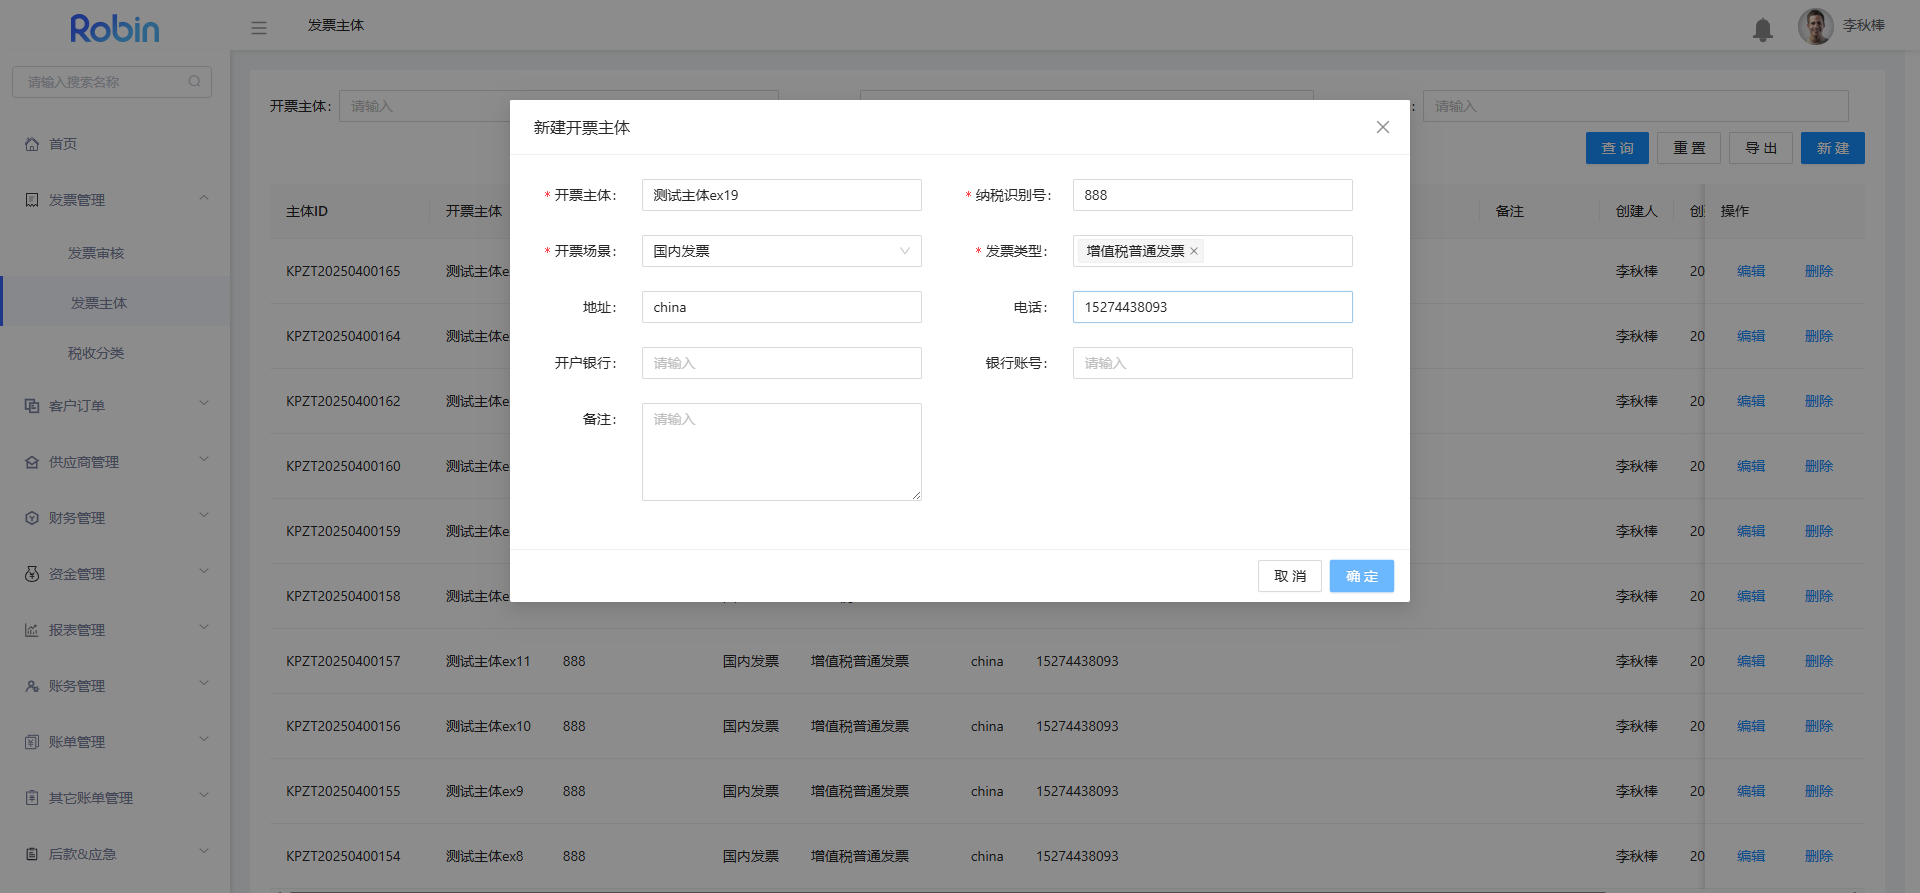 Robin
发票主体
李秋棒
请输入搜索名称
首页
发票管理
发票审核
发票主体
税收分类
客户订单
供应商管理
财务管理
资金管理
报表管理
账务管理
账单管理
其它账单管理
后款&应急
开票主体: 请输入
: 请输入
查 询 重 置 导 出 新 建
主体ID 开票主体 备注 创建人 操作
KPZT20250400165 测试主体e 李秋棒 20 编辑 删除
KPZT20250400164 测试主体e 李秋棒 20 编辑 删除
KPZT20250400162 测试主体e 李秋棒 20 编辑 删除
KPZT20250400160 测试主体e 李秋棒 20 编辑 删除
KPZT20250400159 测试主体e 李秋棒 20 编辑 删除
KPZT20250400158 测试主体e 李秋棒 20 编辑 删除
KPZT20250400157 测试主体ex11 888 国内发票 增值税普通发票 china 15274438093 李秋棒 20 编辑 删除
KPZT20250400156 测试主体ex10 888 国内发票 增值税普通发票 china 15274438093 李秋棒 20 编辑 删除
KPZT20250400155 测试主体ex9 888 国内发票 增值税普通发票 china 15274438093 李秋棒 20 编辑 删除
KPZT20250400154 测试主体ex8 888 国内发票 增值税普通发票 china 15274438093 李秋棒 20 编辑 删除
新建开票主体
* 开票主体: 测试主体ex19 * 纳税识别号: 888
* 开票场景: 国内发票 * 发票类型: 增值税普通发票
地址: china 电话: 15274438093
开户银行: 请输入 银行账号: 请输入
备注: 请输入
取 消 确 定